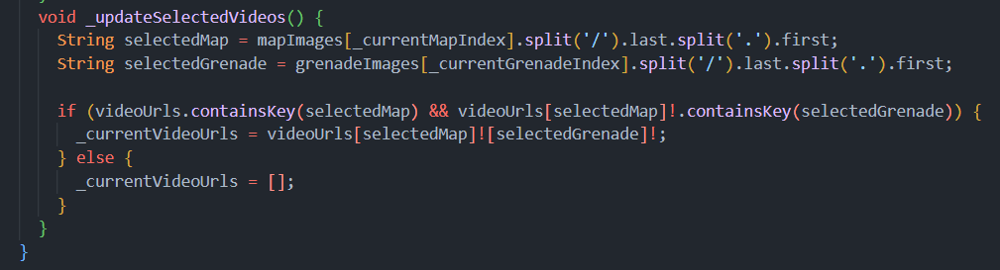 void _updateSelectedVideos() {
String selectedMap = mapImages[_currentMapIndex].split('/').last.split('.').first;
String selectedGrenade = grenadeImages[_currentGrenadeIndex].split('/').last.split('.').first;
if (videoUrls.containsKey(selectedMap) && videoUrls[selectedMap]!.containsKey(selectedGrenade)) {
_currentVideoUrls = videoUrls[selectedMap]![selectedGrenade]!;
} else {
_currentVideoUrls = [];
}
}
}